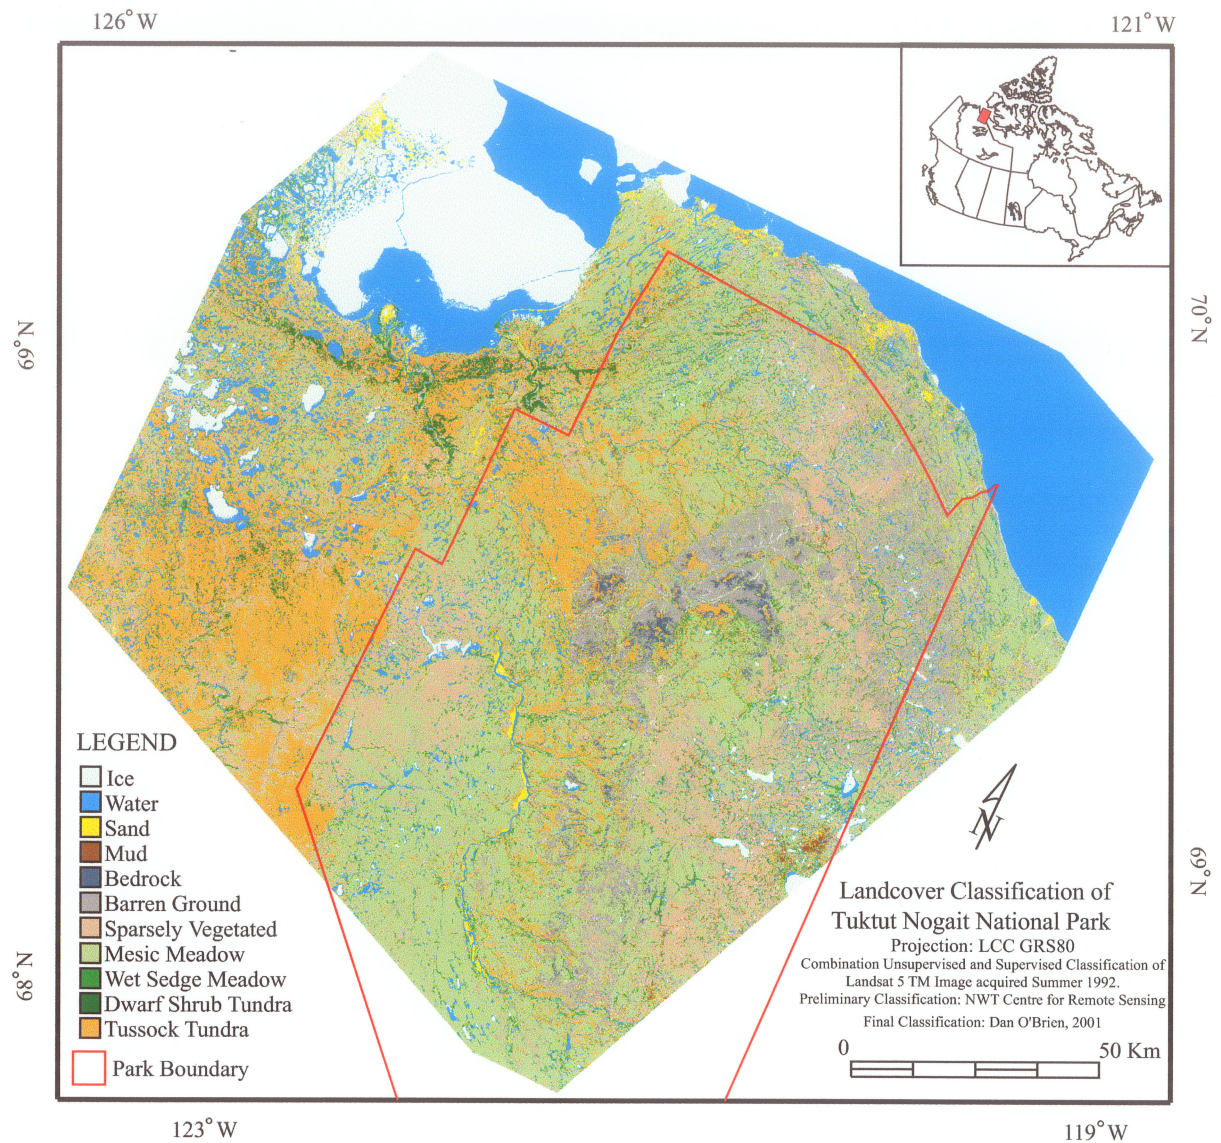 126° W
121° W
69° N
70° N
LEGEND
Ice
Water
Sand
Mud
Bedrock
Barren Ground
Sparsely Vegetated
Mesic Meadow
Wet Sedge Meadow
Dwarf Shrub Tundra
Tussock Tundra
Park Boundary
68° N
N
69° N
Landcover Classification of
Tuktut Nogait National Park
Projection: LCC GRS80
Combination Unsupervised and Supervised Classification of
Landsat 5 TM Image acquired Summer 1992.
Preliminary Classification: NWT Centre for Remote Sensing
Final Classification: Dan O'Brien, 2001
0 50 Km
123° W
119° W